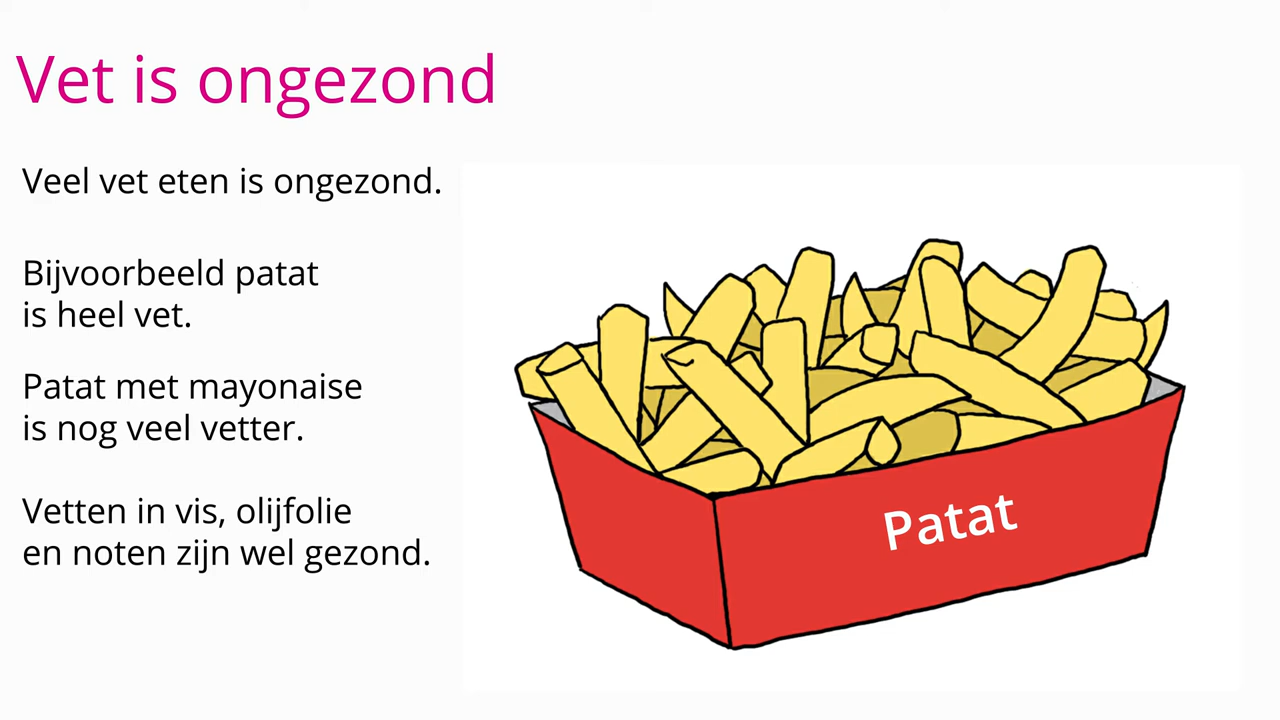 Vet is ongezond
Veel vet eten is ongezond.
Bijvoorbeeld patat
is heel vet.
Patat met mayonaise
is nog veel vetter.
Vetten in vis, olijfolie
en noten zijn wel gezond.
Patat